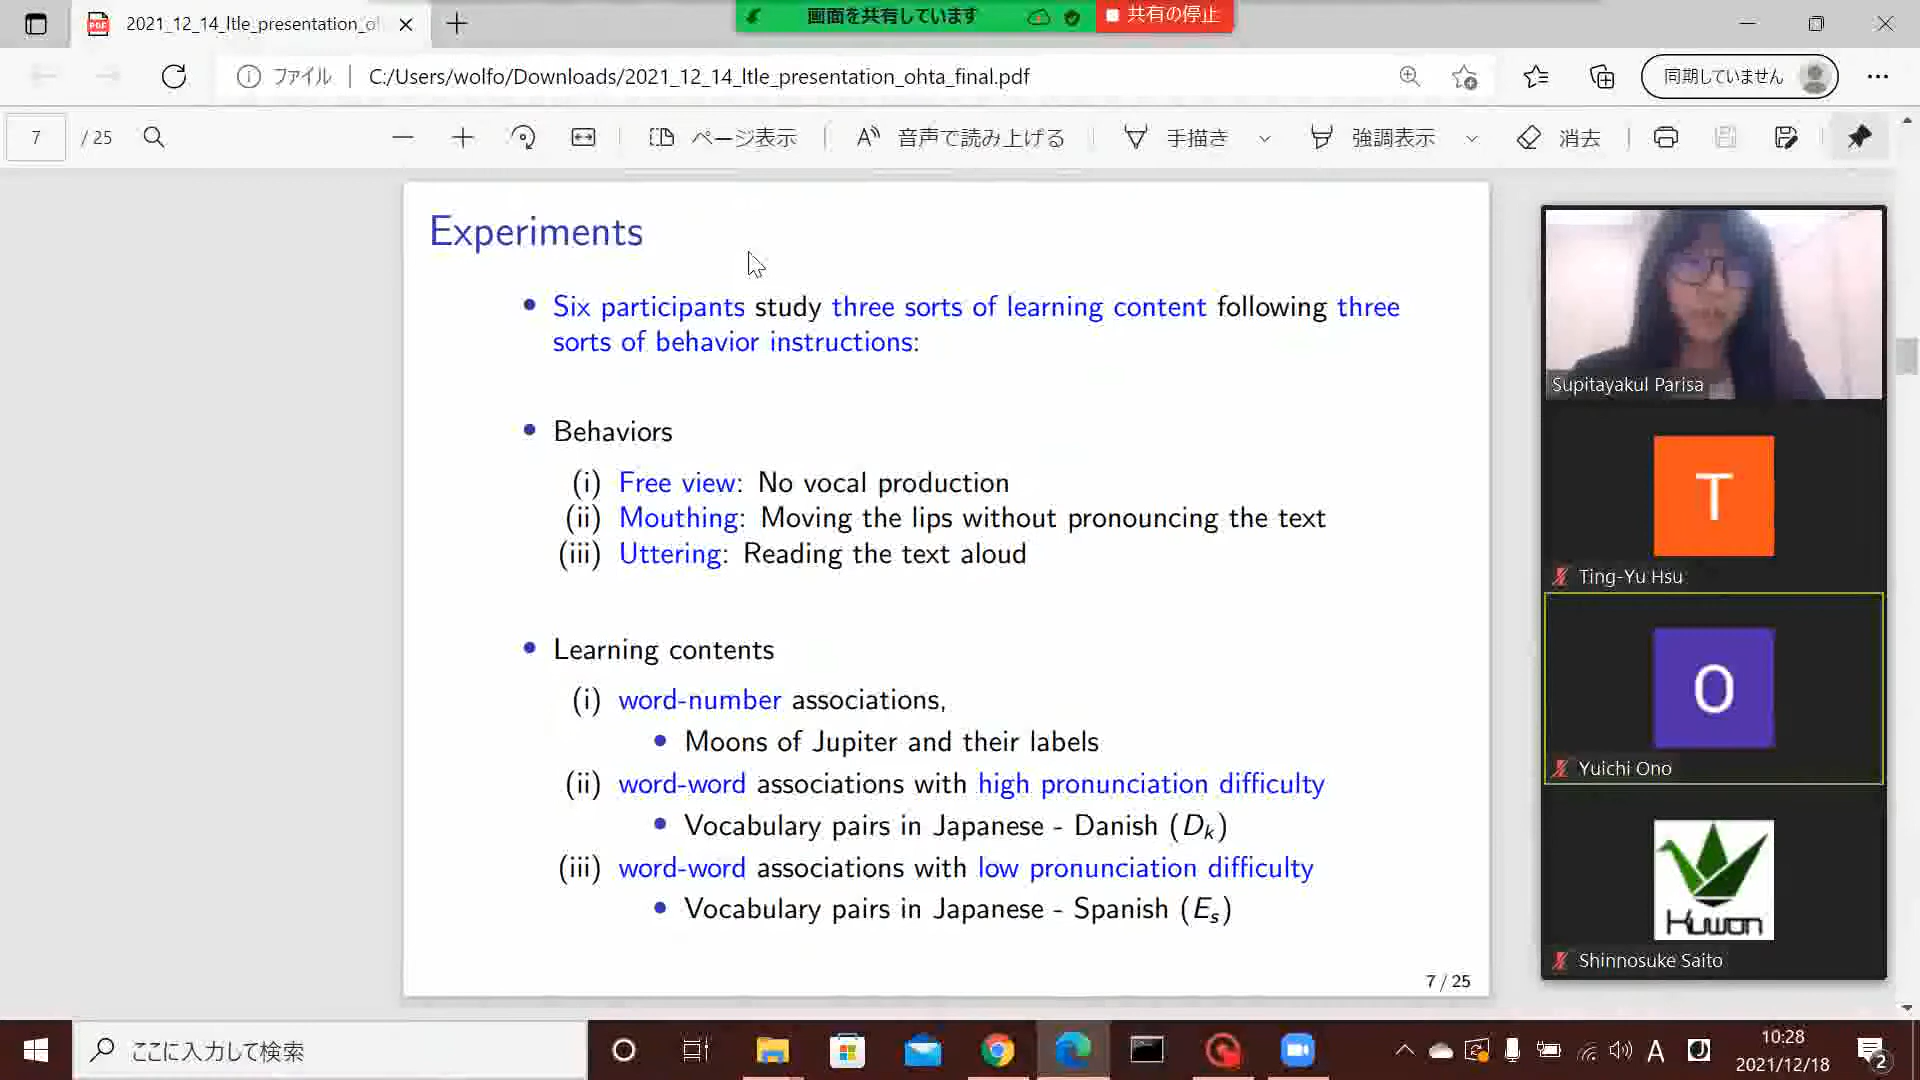 2021_12_14_ltle_presentation_o
画面を共有しています
共有の停止
ファイル
C:/Users/wolfo/Downloads/2021_12_14_ltle_presentation_ohta_final.pdf
同期していません
7 / 25
ページ表示
音声で読み上げる
手描き
強調表示
消去
Experiments
• Six participants study three sorts of learning content following three
sorts of behavior instructions:
• Behaviors
(i) Free view: No vocal production
(ii) Mouthing: Moving the lips without pronouncing the text
(iii) Uttering: Reading the text aloud
• Learning contents
(i) word-number associations,
• Moons of Jupiter and their labels
(ii) word-word associations with high pronunciation difficulty
• Vocabulary pairs in Japanese - Danish (Dk)
(iii) word-word associations with low pronunciation difficulty
• Vocabulary pairs in Japanese - Spanish (Es)
7 / 25
Supitayakul Parisa
T
Ting-Yu Hsu
O
Yuichi Ono
Kuwon
Shinnosuke Saito
ここに入力して検索
A
10:28
2021/12/18
2